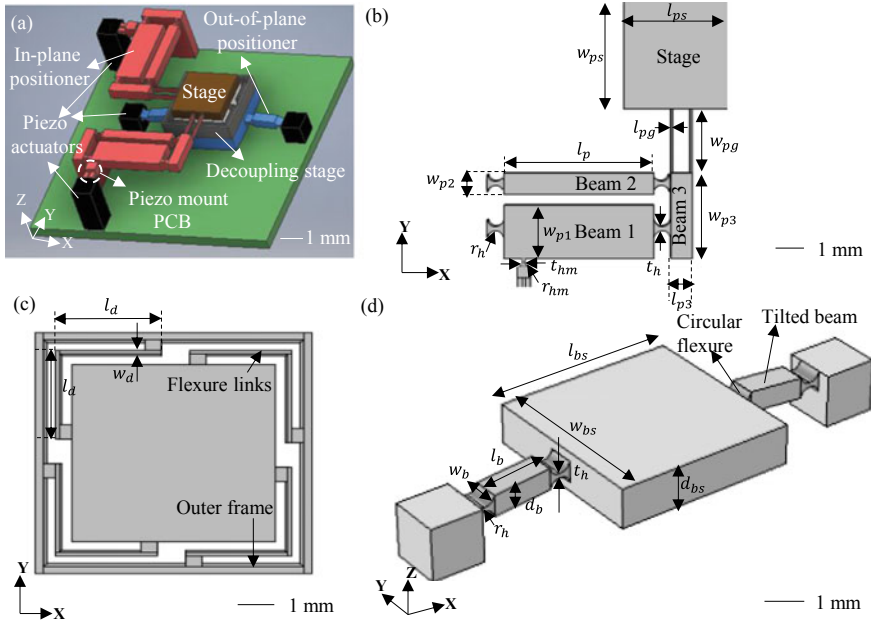 (a)
Out-of-plane
positioner
In-plane
positioner
Stage
Piezo
actuators
Decoupling stage
Piezo mount
PCB
Z
Y
X
1 mm
(b)
l_ps
w_ps
Stage
l_pg
w_pg
l_p
w_p2
Beam 2
w_p1
Beam 1
Beam 3
w_p3
r_h
t_hm
r_hm
t_h
l_p3
Y
X
1 mm
(c)
l_d
l_d
w_d
Flexure links
Outer frame
Y
X
1 mm
(d)
Circular
flexure
Tilted beam
l_bs
w_bs
l_b
w_b
t_h
d_b
d_bs
r_h
Z
Y
X
1 mm